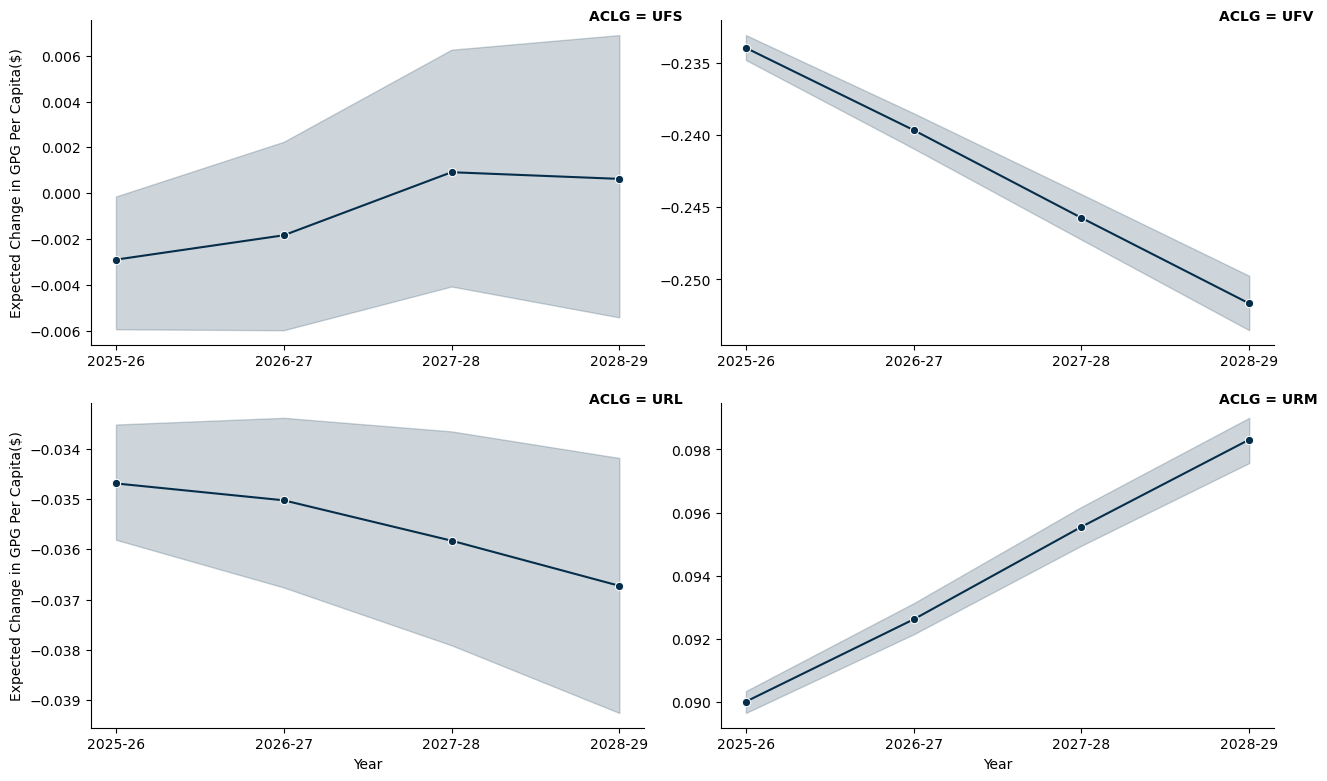 ACLG = UFS
Expected Change in GPG Per Capita($)
0.006
0.004
0.002
0.000
−0.002
−0.004
−0.006
2025-26 2026-27 2027-28 2028-29
ACLG = UFV
−0.235
−0.240
−0.245
−0.250
2025-26 2026-27 2027-28 2028-29
ACLG = URL
Expected Change in GPG Per Capita($)
−0.034
−0.035
−0.036
−0.037
−0.038
−0.039
2025-26 2026-27 2027-28 2028-29
Year
ACLG = URM
0.098
0.096
0.094
0.092
0.090
2025-26 2026-27 2027-28 2028-29
Year